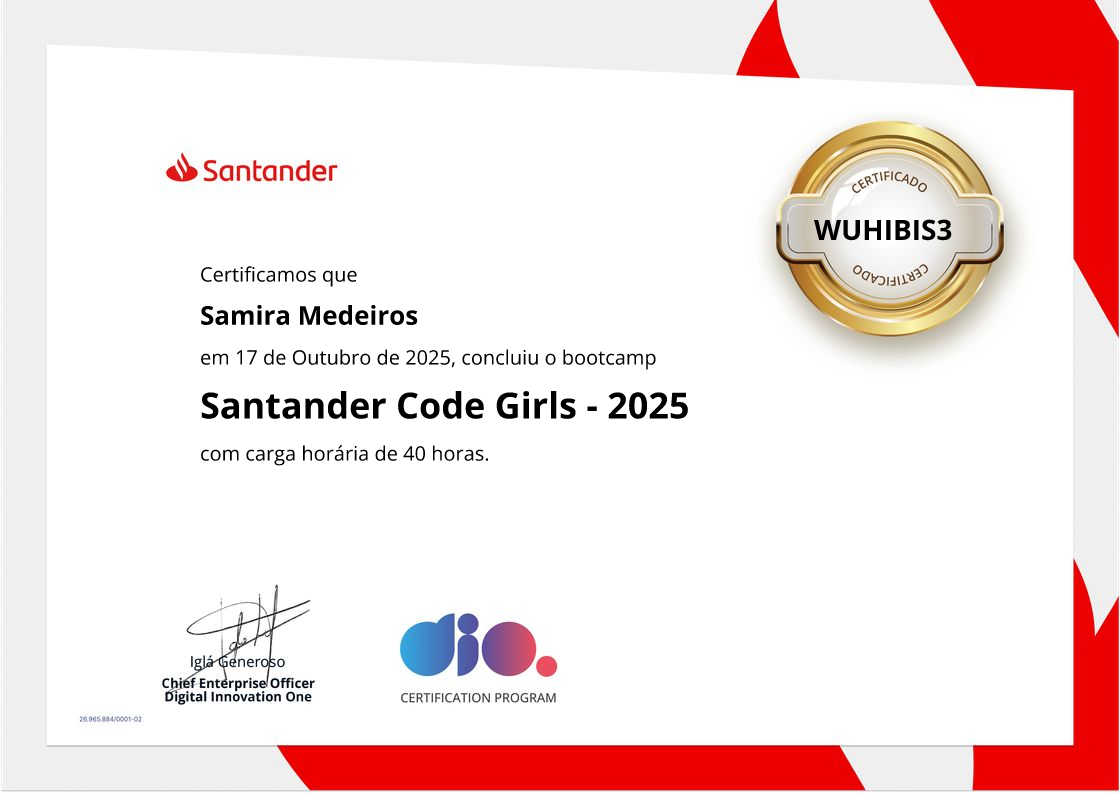 Santander
CERTIFICADO
WUHIBIS3
CERTIFICADO
Certificamos que
Samira Medeiros
em 17 de Outubro de 2025, concluiu o bootcamp
Santander Code Girls - 2025
com carga horária de 40 horas.
Iglá Generoso
Chief Enterprise Officer
Digital Innovation One
dio.
CERTIFICATION PROGRAM
26.965.884/0001-02